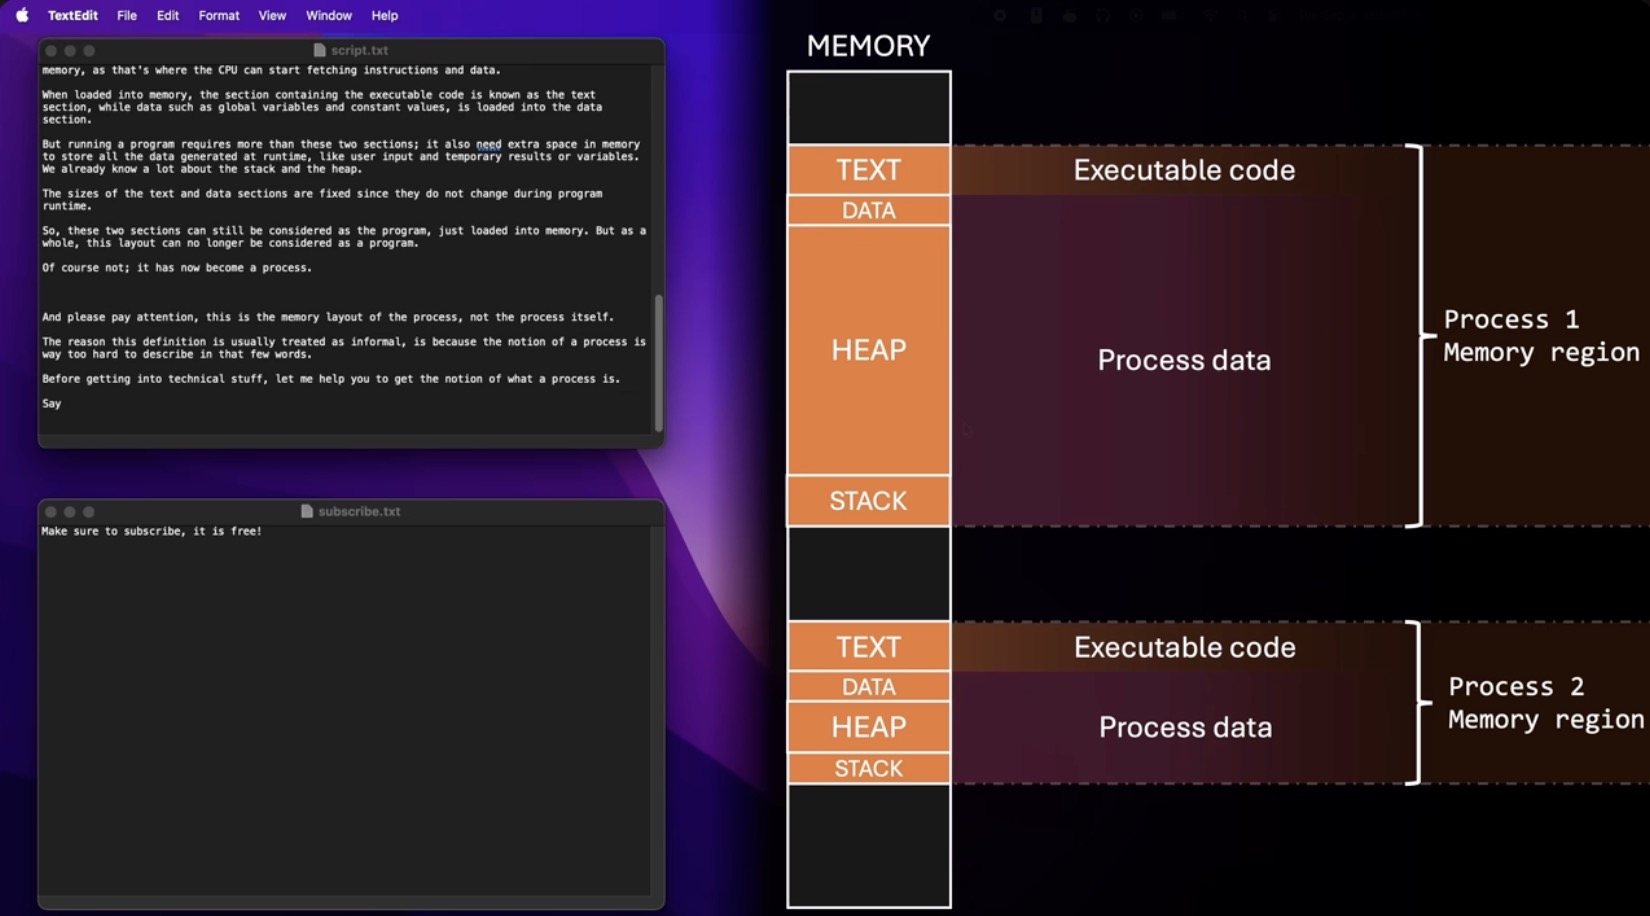 TextEdit File Edit Format View Window Help
script.txt
memory, as that's where the CPU can start fetching instructions and data.
When loaded into memory, the section containing the executable code is known as the text
section, while data such as global variables and constant values, is loaded into the data
section.
But running a program requires more than these two sections; it also need extra space in memory
to store all the data generated at runtime, like user input and temporary results or variables.
We already know a lot about the stack and the heap.
The sizes of the text and data sections are fixed since they do not change during program
runtime.
So, these two sections can still be considered as the program, just loaded into memory. But as a
whole, this layout can no longer be considered as a program.
Of course not; it has now become a process.
And please pay attention, this is the memory layout of the process, not the process itself.
The reason this definition is usually treated as informal, is because the notion of a process is
way too hard to describe in that few words.
Before getting into technical stuff, let me help you to get the notion of what a process is.
Say
subscribe.txt
Make sure to subscribe, it is free!
MEMORY
TEXT
DATA
HEAP
STACK
Executable code
Process data
Process 1
Memory region
TEXT
DATA
HEAP
STACK
Executable code
Process data
Process 2
Memory region